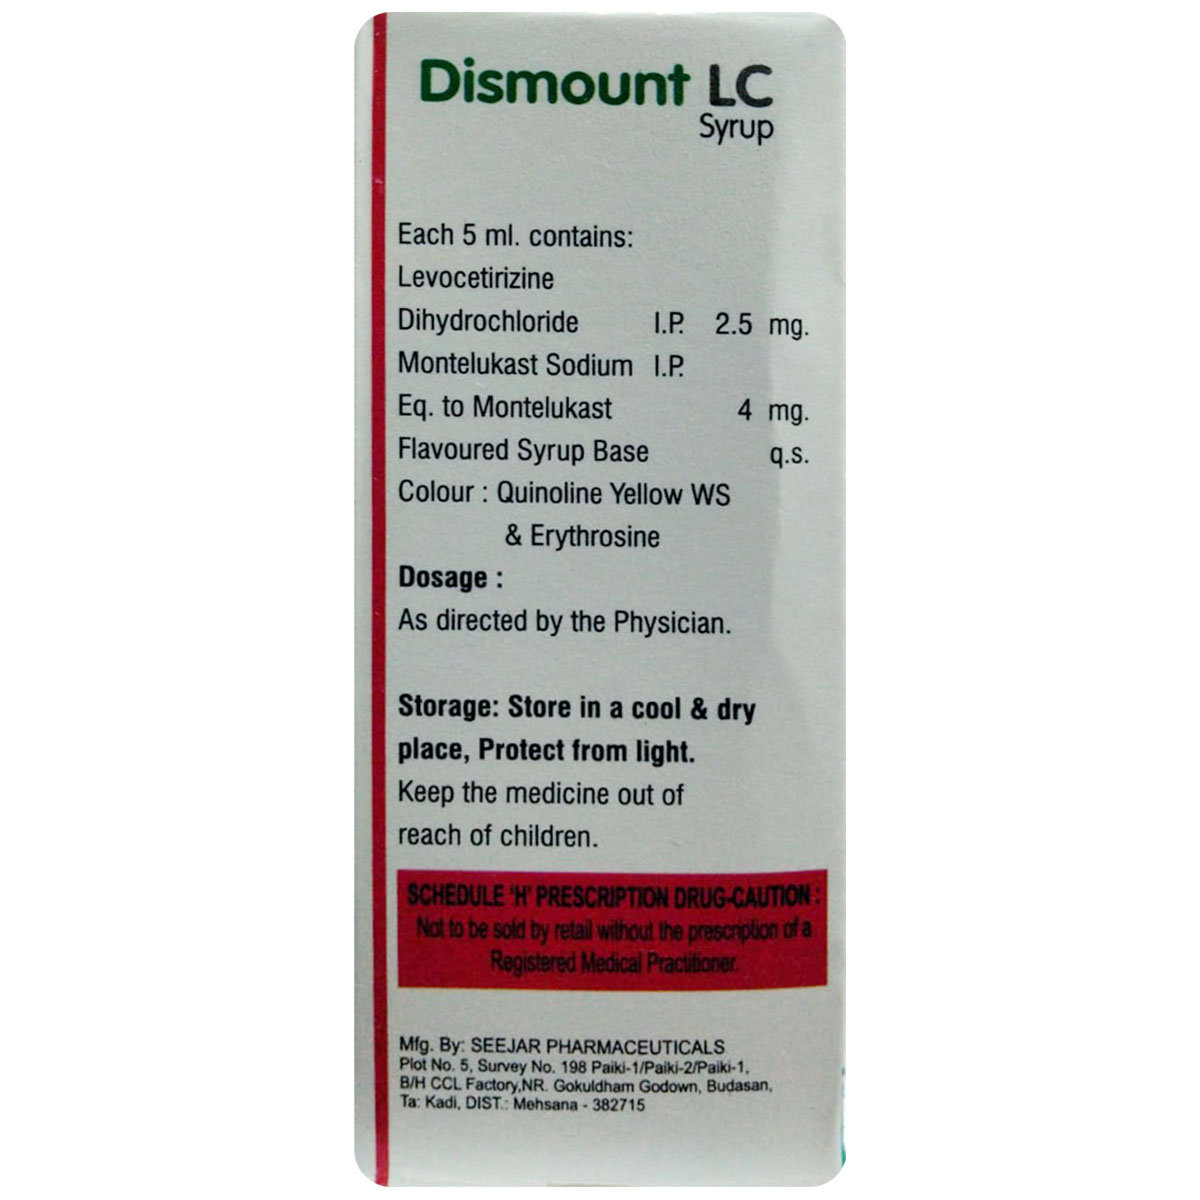 Dismount LC
Syrup
Each 5 ml. contains:
Levocetirizine
Dihydrochloride I.P. 2.5 mg.
Montelukast Sodium I.P.
Eq. to Montelukast 4 mg.
Flavoured Syrup Base q.s.
Colour : Quinoline Yellow WS
& Erythrosine
Dosage :
As directed by the Physician.
Storage: Store in a cool & dry
place, Protect from light.
Keep the medicine out of
reach of children.
SCHEDULE 'H' PRESCRIPTION DRUG-CAUTION :
Not to be sold by retail without the prescription of a
Registered Medical Practitioner.
Mfg. By: SEEJAR PHARMACEUTICALS
Plot No. 5, Survey No. 198 Paiki-1/Paiki-2/Paiki-1,
B/H CCL Factory,NR. Gokuldham Godown, Budasan,
Ta: Kadi, DIST.: Mehsana - 382715